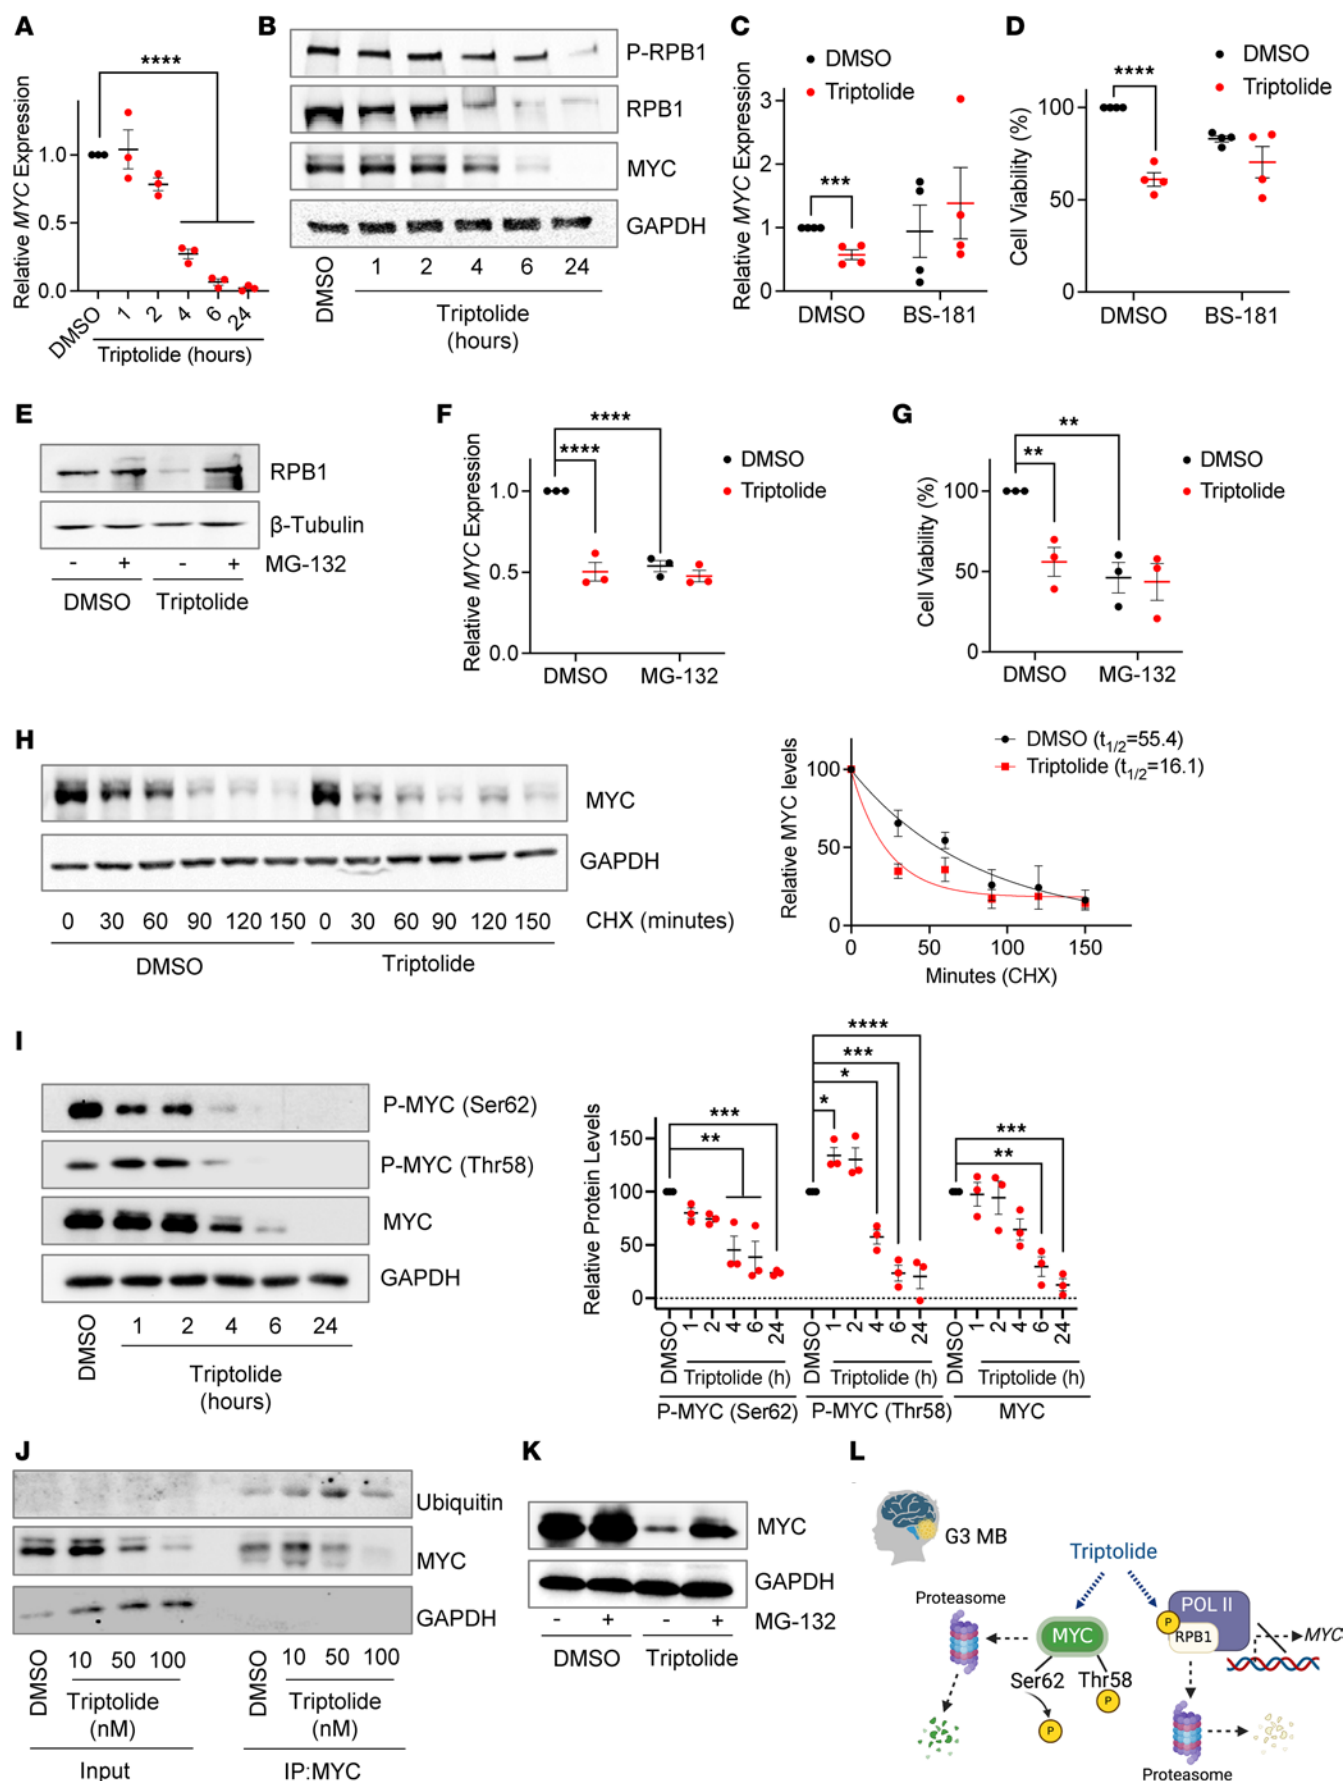 A
****
Relative MYC Expression
1.0
0.5
0.0
DMSO
1
2
4
6
24
Triptolide (hours)
B
P-RPB1
RPB1
MYC
GAPDH
DMSO
1 2 4 6 24
Triptolide
(hours)
C
DMSO
Triptolide
Relative MYC Expression
3
2
1
0
***
DMSO BS-181
D
DMSO
Triptolide
Cell Viability (%)
100
50
0
****
DMSO BS-181
E
RPB1
β-Tubulin
- + - + MG-132
DMSO Triptolide
F
****
****
DMSO
Triptolide
Relative MYC Expression
1.0
0.5
0.0
DMSO MG-132
G
**
**
DMSO
Triptolide
Cell Viability (%)
100
50
0
DMSO MG-132
H
MYC
GAPDH
0 30 60 90 120 150 0 30 60 90 120 150 CHX (minutes)
DMSO Triptolide
DMSO (t1/2=55.4)
Triptolide (t1/2=16.1)
Relative MYC levels
100
50
0
0 50 100 150
Minutes (CHX)
I
P-MYC (Ser62)
P-MYC (Thr58)
MYC
GAPDH
DMSO
1 2 4 6 24
Triptolide
(hours)
****
***
*
*
***
**
***
**
Relative Protein Levels
150
100
50
0
DMSO 1 2 4 6 24 DMSO 1 2 4 6 24 DMSO 1 2 4 6 24
Triptolide (h) Triptolide (h) Triptolide (h)
P-MYC (Ser62) P-MYC (Thr58) MYC
J
Ubiquitin
MYC
GAPDH
DMSO 10 50 100 DMSO 10 50 100
Triptolide Triptolide
(nM) (nM)
Input IP:MYC
K
MYC
GAPDH
- + - + MG-132
DMSO Triptolide
L
G3 MB
Triptolide
Proteasome
MYC
Ser62 Thr58
P
P
P
POL II
RPB1
MYC
Proteasome